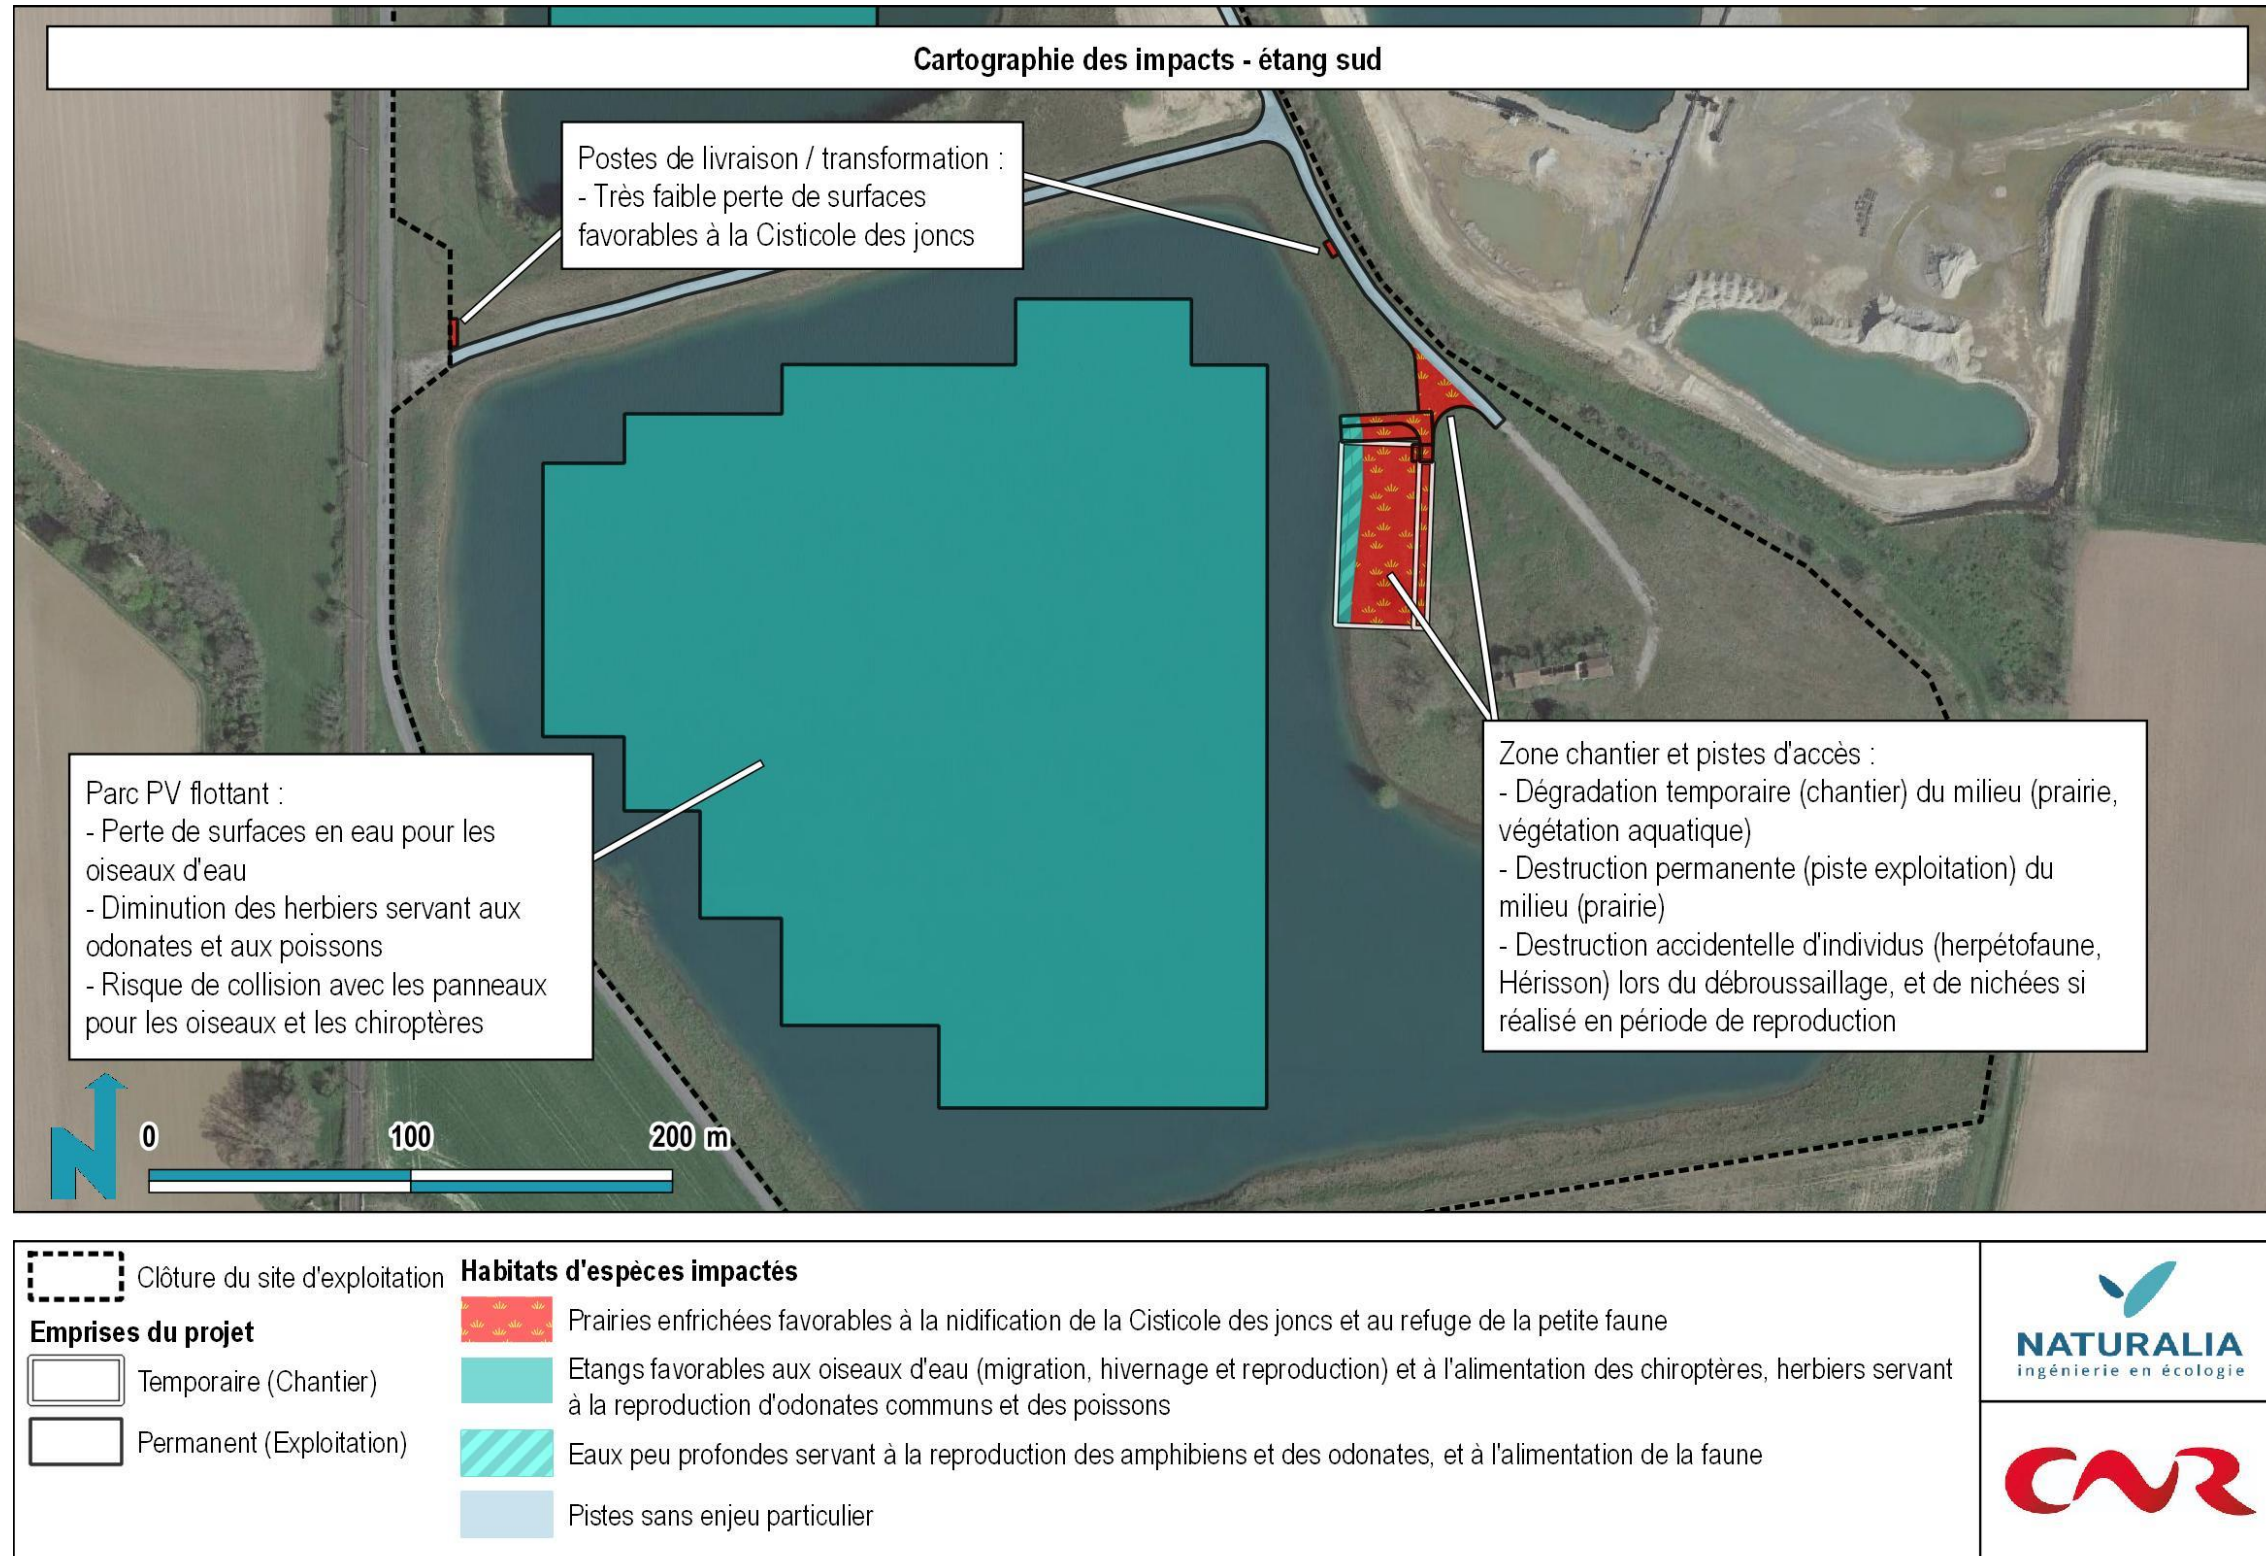 Cartographie des impacts - étang sud
Postes de livraison / transformation :
- Très faible perte de surfaces
favorables à la Cisticole des joncs
Parc PV flottant :
- Perte de surfaces en eau pour les
oiseaux d'eau
- Diminution des herbiers servant aux
odonates et aux poissons
- Risque de collision avec les panneaux
pour les oiseaux et les chiroptères
Zone chantier et pistes d'accès :
- Dégradation temporaire (chantier) du milieu (prairie,
végétation aquatique)
- Destruction permanente (piste exploitation) du
milieu (prairie)
- Destruction accidentelle d'individus (herpétofaune,
Hérisson) lors du débroussaillage, et de nichées si
réalisé en période de reproduction
N
0 100 200 m
Clôture du site d'exploitation
Emprises du projet
Temporaire (Chantier)
Permanent (Exploitation)
Habitats d'espèces impactés
Prairies enfrichées favorables à la nidification de la Cisticole des joncs et au refuge de la petite faune
Etangs favorables aux oiseaux d'eau (migration, hivernage et reproduction) et à l'alimentation des chiroptères, herbiers servant
à la reproduction d'odonates communs et des poissons
Eaux peu profondes servant à la reproduction des amphibiens et des odonates, et à l'alimentation de la faune
Pistes sans enjeu particulier
NATURALIA
ingénierie en écologie
CNR